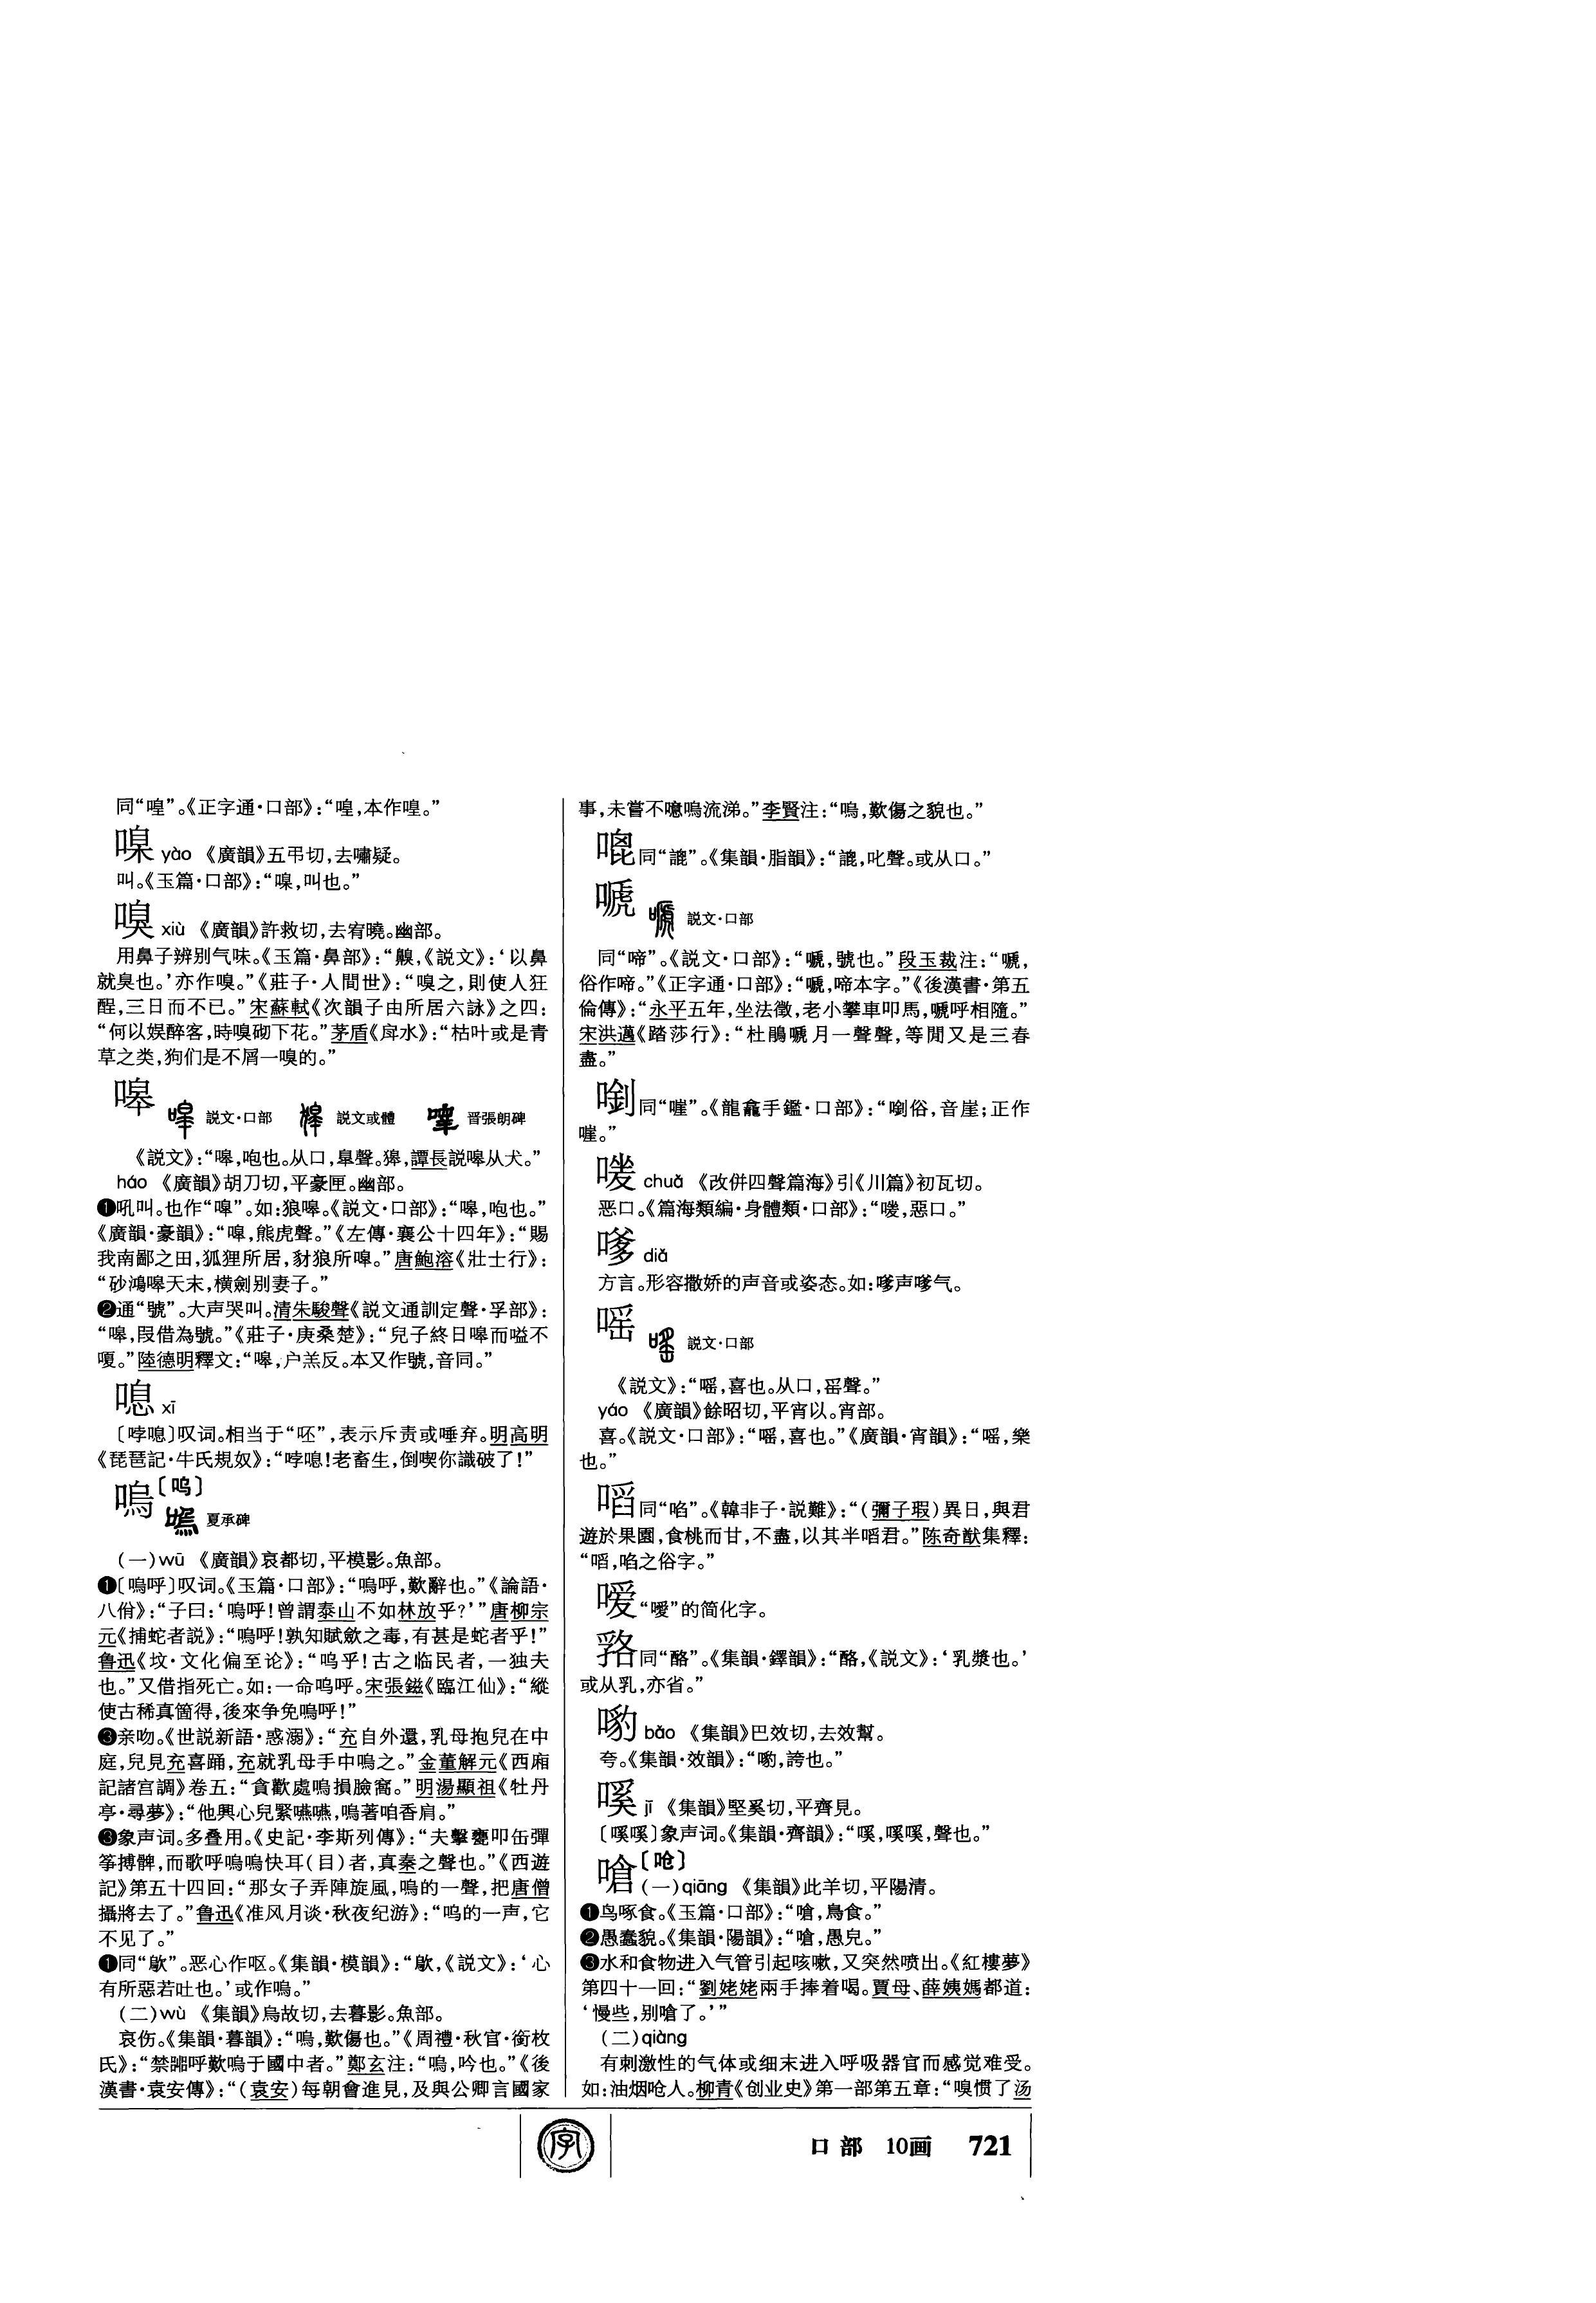 同“喤”。《正字通·口部》：“喤，本作喤。”
㗼 yào 《廣韻》五弔切，去嘯疑。
叫。《玉篇·口部》：“㗼，叫也。”
嗅 xiù 《廣韻》許救切，去宥曉。幽部。
用鼻子辨别气味。《玉篇·鼻部》：“齅，《説文》：‘以鼻
就臭也。’亦作嗅。”《莊子·人間世》：“嗅之，則使人狂
酲，三日而不已。”宋蘇軾《次韻子由所居六詠》之四：
“何以娱醉客，時嗅砌下花。”茅盾《戽水》：“枯叶或是青
草之类，狗们是不屑一嗅的。”
嗥 説文·口部 説文或體 晋張朗碑
《説文》：“嗥，咆也。从口，臯聲。獆，譚長説嗥从犬。”
háo 《廣韻》胡刀切，平豪匣。幽部。
❶吼叫。也作“嘷”。如：狼嗥。《説文·口部》：“嗥，咆也。”
《廣韻·豪韻》：“嘷，熊虎聲。”《左傳·襄公十四年》：“賜
我南鄙之田，狐狸所居，豺狼所嘷。”唐鮑溶《壯士行》：
“砂鴻嗥天末，横劍别妻子。”
❷通“號”。大声哭叫。清朱駿聲《説文通訓定聲·孚部》：
“嗥，叚借為號。”《莊子·庚桑楚》：“兒子終日嗥而嗌不
嗄。”陸德明釋文：“嗥，户羔反。本又作號，音同。”
𠹍 xī
〔哱𠹍〕叹词。相当于“呸”，表示斥责或唾弃。明高明
《琵琶記·牛氏規奴》：“哱𠹍！老畜生，倒喫你識破了！”
嗚〔呜〕
夏承碑
（一）wū 《廣韻》哀都切，平模影。魚部。
❶〔嗚呼〕叹词。《玉篇·口部》：“嗚呼，歎辭也。”《論語·
八佾》：“子曰：‘嗚呼！曾謂泰山不如林放乎？’”唐柳宗
元《捕蛇者説》：“嗚呼！孰知賦斂之毒，有甚是蛇者乎！”
鲁迅《坟·文化偏至论》：“呜乎！古之临民者，一独夫
也。”又借指死亡。如：一命呜呼。宋張鎡《臨江仙》：“縱
使古稀真箇得，後來争免嗚呼！”
❸亲吻。《世説新語·惑溺》：“充自外還，乳母抱兒在中
庭，兒見充喜踊，充就乳母手中嗚之。”金董解元《西廂
記諸宫調》卷五：“貪歡處嗚損臉窩。”明湯顯祖《牡丹
亭·尋夢》：“他興心兒緊嚥嚥，嗚著咱香肩。”
❸象声词。多叠用。《史記·李斯列傳》：“夫擊甕叩缶彈
筝搏髀，而歌呼嗚嗚快耳（目）者，真秦之聲也。”《西遊
記》第五十四回：“那女子弄陣旋風，嗚的一聲，把唐僧
攝將去了。”鲁迅《准风月谈·秋夜纪游》：“呜的一声，它
不见了。”
❶同“歍”。恶心作呕。《集韻·模韻》：“歍，《説文》：‘心
有所惡若吐也。’或作嗚。”
（二）wù 《集韻》烏故切，去暮影。魚部。
哀伤。《集韻·暮韻》：“嗚，歎傷也。”《周禮·秋官·銜枚
氏》：“禁嘂呼歎嗚于國中者。”鄭玄注：“嗚，吟也。”《後
漢書·袁安傳》：“（袁安）每朝會進見，及與公卿言國家
事，未嘗不噫嗚流涕。”李賢注：“嗚，歎傷之貌也。”
㗫同“諀”。《集韻·脂韻》：“，叱聲。或从口。”
嗁 説文·口部
同“啼”。《説文·口部》：“嗁，號也。”段玉裁注：“嗁，
俗作啼。”《正字通·口部》：“嗁，啼本字。”《後漢書·第五
倫傳》：“永平五年，坐法徵，老小攀車叩馬，嗁呼相隨。”
宋洪邁《踏莎行》：“杜鵑嗁月一聲聲，等閒又是三春
盡。”
同“嘊”。《龍龕手鑑·口部》：“俗，音崖；正作
嘊。”
chuǎ 《改併四聲篇海》引《川篇》初瓦切。
恶口。《篇海類編·身體類·口部》：“，惡口。”
嗲 diǎ
方言。形容撒娇的声音或姿态。如：嗲声嗲气。
嗂 説文·口部
《説文》：“嗂，喜也。从口，䍃聲。”
yáo 《廣韻》餘昭切，平宵以。宵部。
喜。《説文·口部》：“嗂，喜也。”《廣韻·宵韻》：“嗂，樂
也。”
㗖同“啗”。《韓非子·説難》：“（彌子瑕）異日，與君
遊於果園，食桃而甘，不盡，以其半㗖君。”陈奇猷集釋：
“㗖，啗之俗字。”
嗳“噯”的简化字。
同“酪”。《集韻·鐸韻》：“酪，《説文》：‘乳漿也。’
或从乳，亦省。”
bǎo 《集韻》巴效切，去效幫。
夸。《集韻·效韻》：“，誇也。”
嗘 jī 《集韻》堅奚切，平齊見。
〔嗘嗘〕象声词。《集韻·齊韻》：“嗘，嗘嗘，聲也。”
嗆〔呛〕
（一）qiāng 《集韻》此羊切，平陽清。
❶鸟啄食。《玉篇·口部》：“嗆，鳥食。”
❷愚蠢貌。《集韻·陽韻》：“嗆，愚皃。”
❸水和食物进入气管引起咳嗽，又突然喷出。《紅樓夢》
第四十一回：“劉姥姥兩手捧着喝。賈母、薛姨媽都道：
‘慢些，别嗆了。’”
（二）qiàng
有刺激性的气体或细末进入呼吸器官而感觉难受。
如：油烟呛人。柳青《创业史》第一部第五章：“嗅惯了汤
字
口部 10画 721